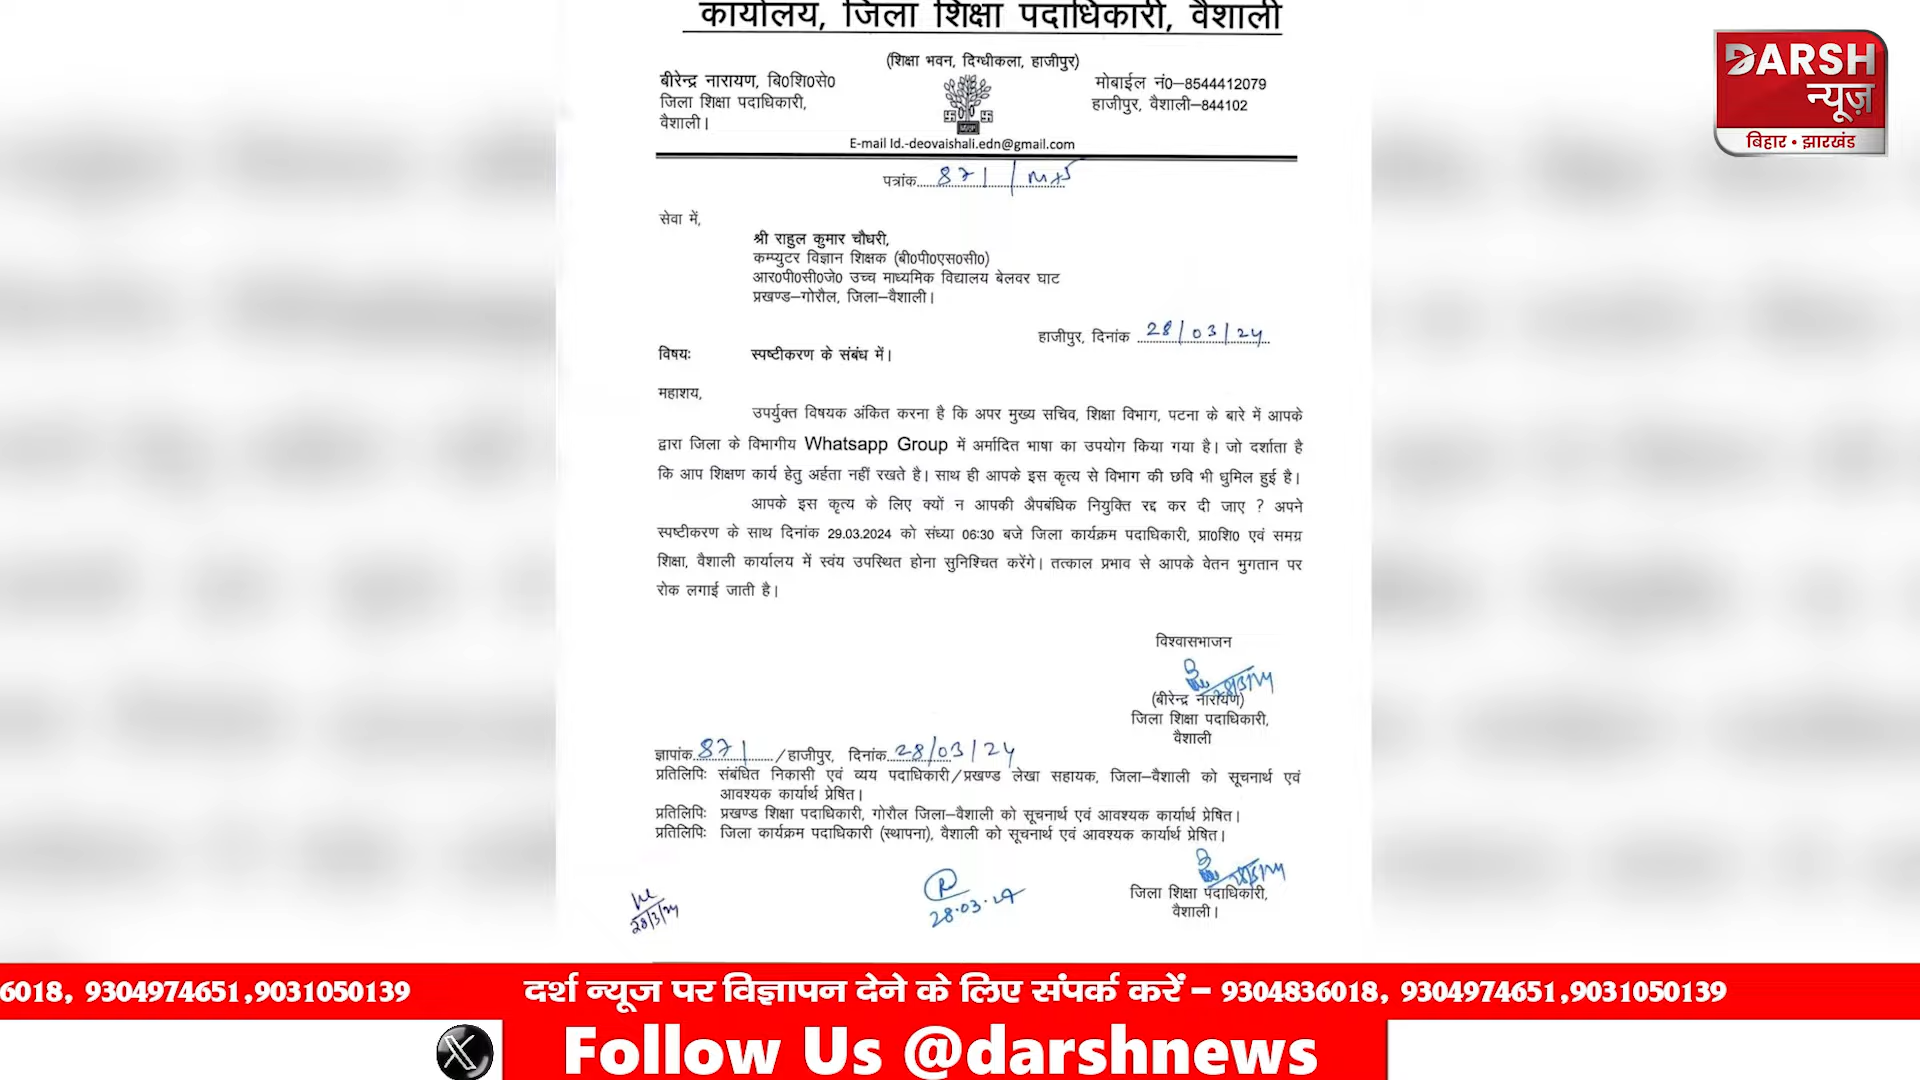 कार्यालय, जिला शिक्षा पदाधिकारी, वैशाली
(शिक्षा भवन, दिग्धीकला, हाजीपुर)
बीरेन्द्र नारायण, बि0शि0से0
जिला शिक्षा पदाधिकारी,
वैशाली।
मोबाईल नं0–8544412079
हाजीपुर, वैशाली–844102
E-mail Id.-deovaishali.edn@gmail.com
पत्रांक.....871/
सेवा में,
श्री राहुल कुमार चौधरी,
कम्प्युटर विज्ञान शिक्षक (बी0पी0एस0सी0)
आर0पी0सी0जे0 उच्च माध्यमिक विद्यालय बेलवर घाट
प्रखण्ड–गोरौल, जिला–वैशाली।
हाजीपुर, दिनांक 28/03/24
विषयः स्पष्टीकरण के संबंध में।
महाशय,
उपर्युक्त विषयक अंकित करना है कि अपर मुख्य सचिव, शिक्षा विभाग, पटना के बारे में आपके
द्वारा जिला के विभागीय Whatsapp Group में अर्मादित भाषा का उपयोग किया गया है। जो दर्शाता है
कि आप शिक्षण कार्य हेतु अर्हता नहीं रखते है। साथ ही आपके इस कृत्य से विभाग की छवि भी धुमिल हुई है।
आपके इस कृत्य के लिए क्यों न आपकी औपबंधिक नियुक्ति रद्द कर दी जाए ? अपने
स्पष्टीकरण के साथ दिनांक 29.03.2024 को संध्या 06:30 बजे जिला कार्यक्रम पदाधिकारी, प्रा0शि0 एवं समग्र
शिक्षा, वैशाली कार्यालय में स्वंय उपस्थित होना सुनिश्चित करेंगे। तत्काल प्रभाव से आपके वेतन भुगतान पर
रोक लगाई जाती है।
विश्वासभाजन
(बीरेन्द्र नारायण)
जिला शिक्षा पदाधिकारी,
वैशाली
ज्ञापांक 871 /हाजीपुर, दिनांक 28/03/24
प्रतिलिपिः संबंधित निकासी एवं व्यय पदाधिकारी/प्रखण्ड लेखा सहायक, जिला–वैशाली को सूचनार्थ एवं
आवश्यक कार्यार्थ प्रेषित।
प्रतिलिपिः प्रखण्ड शिक्षा पदाधिकारी, गोरौल जिला–वैशाली को सूचनार्थ एवं आवश्यक कार्यार्थ प्रेषित।
प्रतिलिपिः जिला कार्यक्रम पदाधिकारी (स्थापना), वैशाली को सूचनार्थ एवं आवश्यक कार्यार्थ प्रेषित।
28/3/24
28.03.24
जिला शिक्षा पदाधिकारी,
वैशाली।
DARSH
न्यूज़
बिहार • झारखंड
6018, 9304974651,9031050139 दर्श न्यूज पर विज्ञापन देने के लिए संपर्क करें – 9304836018, 9304974651,9031050139
Follow Us @darshnews